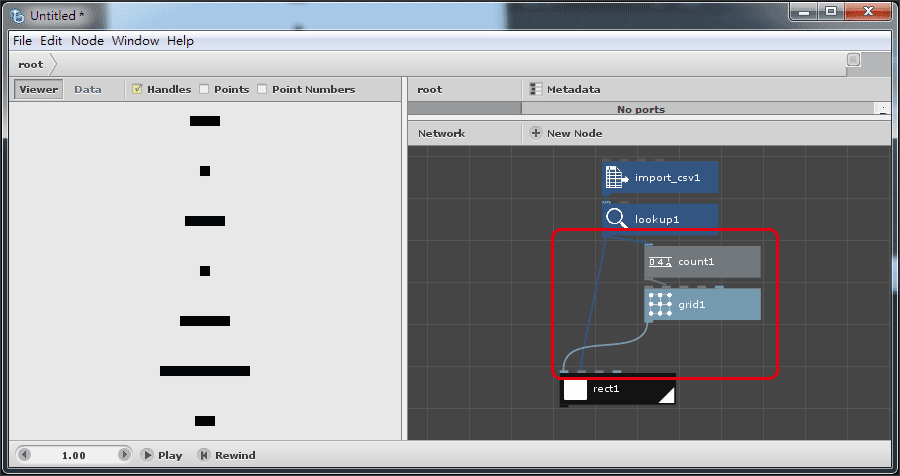 Untitled *
File Edit Node Window Help
root
Viewer Data Handles Points Point Numbers
root Metadata
No ports
Network New Node
import_csv1
lookup1
0 4 A count1
grid1
rect1
1.00 Play Rewind